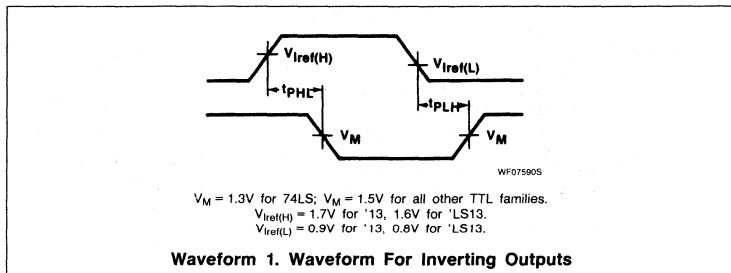 VIref(H)
VIref(L)
tPHL
tPLH
VM
VM
WF07590S
VM = 1.3V for 74LS; VM = 1.5V for all other TTL families.
VIref(H) = 1.7V for '13, 1.6V for 'LS13.
VIref(L) = 0.9V for '13, 0.8V for 'LS13.
Waveform 1. Waveform For Inverting Outputs